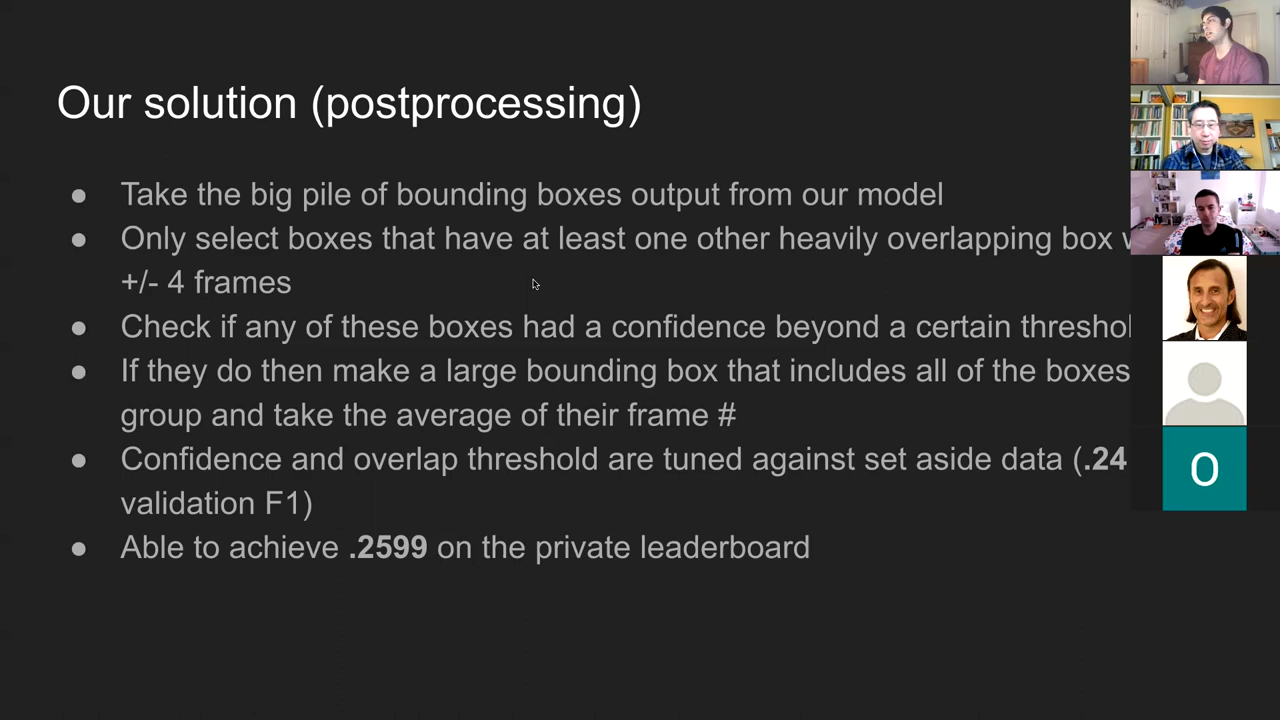 Our solution (postprocessing)
● Take the big pile of bounding boxes output from our model
● Only select boxes that have at least one other heavily overlapping box
+/- 4 frames
● Check if any of these boxes had a confidence beyond a certain
● If they do then make a large bounding box that includes all of the boxes
group and take the average of their frame #
● Confidence and overlap threshold are tuned against set aside data (.24
validation F1)
● Able to achieve .2599 on the private leaderboard
O